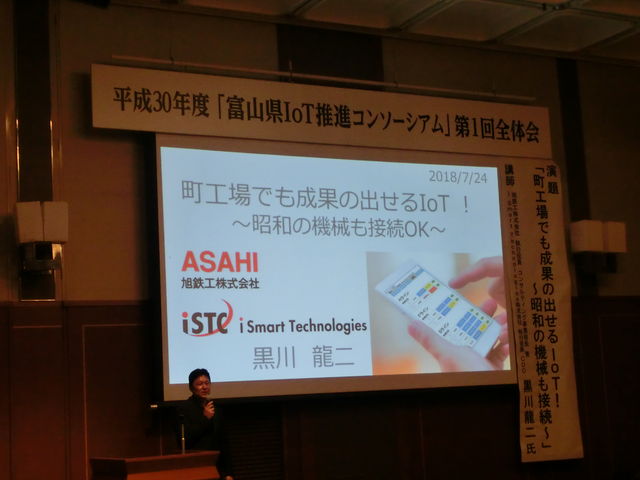 平成30年度「富山県IoT推進コンソーシアム」第1回全体会
2018/7/24
町工場でも成果の出せるIoT！
～昭和の機械も接続OK～
ASAHI
旭鉄工株式会社
iSTC i Smart Technologies
黒川 龍二
演題
「町工場でも成果の出せる IoT！
～昭和の機械も接続～」
講師
黒川龍二 氏